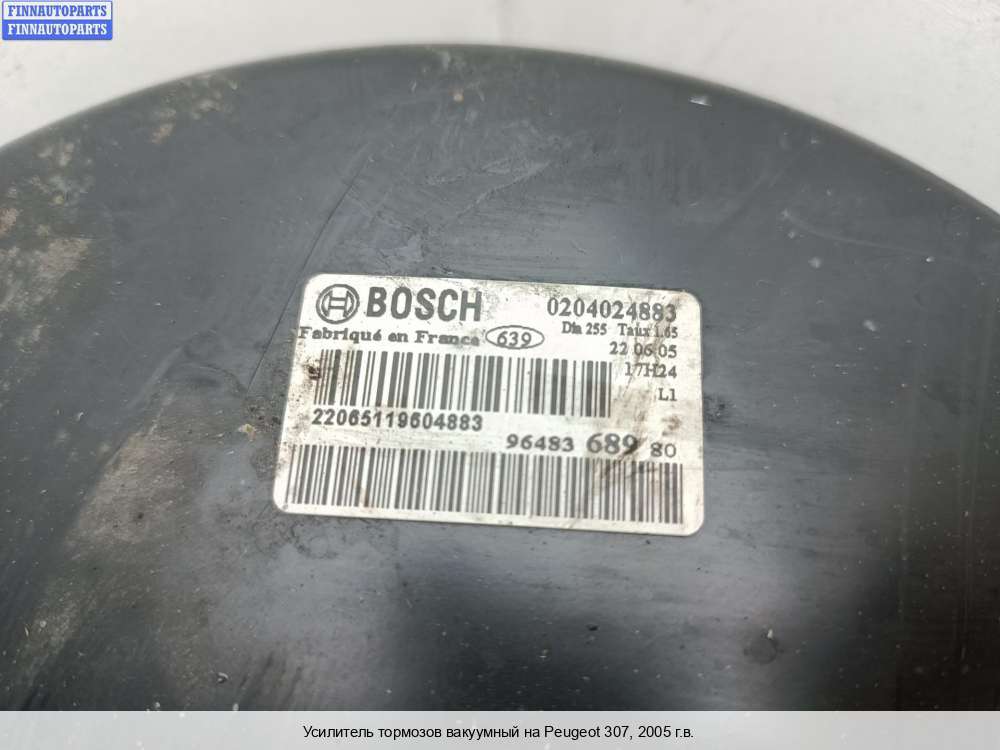 FINNAUTOPARTS
FINNAUTOPARTS
BOSCH 0204024883
Dia 255 Taux 1.65
Fabriqué en France 639
22 06 05
17H24
L1
22065119604883
96483 689 80
Усилитель тормозов вакуумный на Peugeot 307, 2005 г.в.